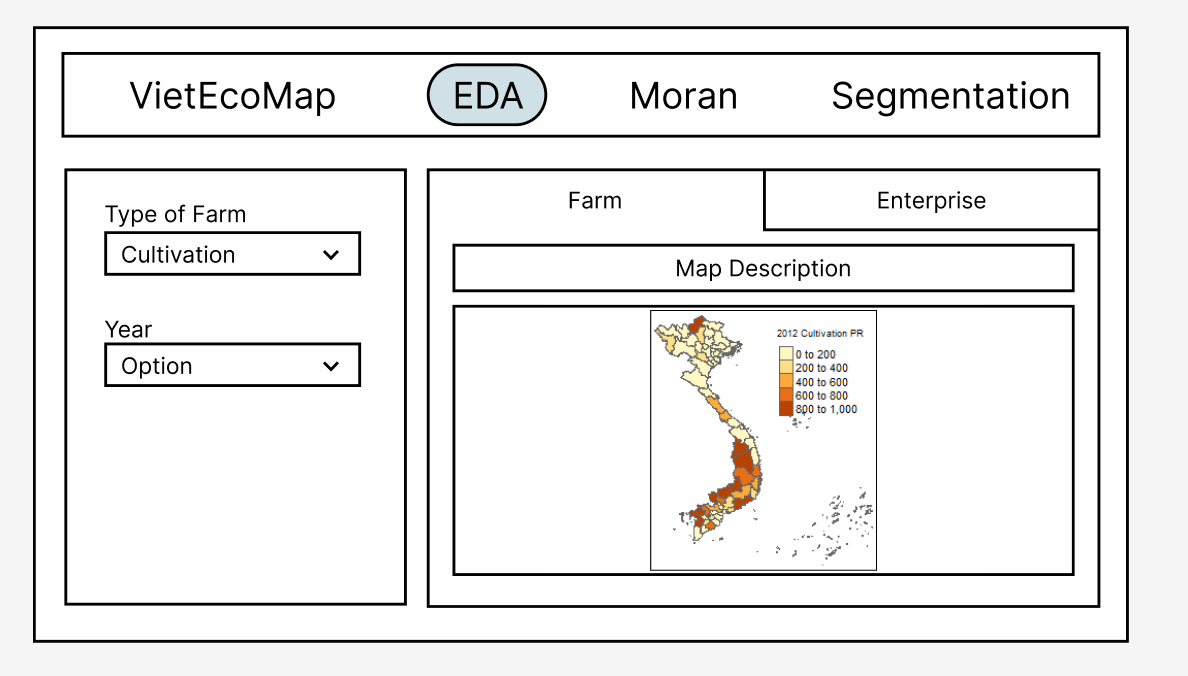 VietEcoMap EDA Moran Segmentation
Type of Farm
Cultivation
Year
Option
Farm Enterprise
Map Description
2012 Cultivation PR
0 to 200
200 to 400
400 to 600
600 to 800
800 to 1,000